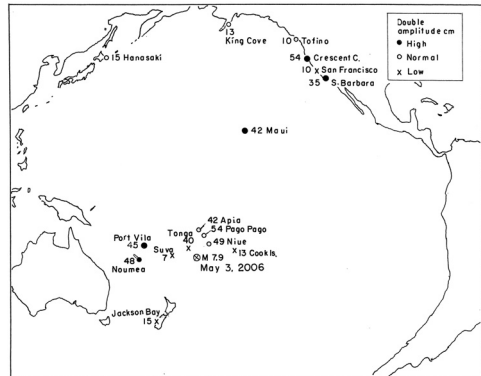 Double
amplitude cm
● High
○ Normal
x Low
13
King Cove
10 Tofino
15 Hanasaki
54 Crescent C.
10 x San Francisco
35 S. Barbara
42 Maui
42 Apia
54 Pago Pago
Tonga
40
49 Niue
Port Vila
45
Suva
7 x
x 13 Cook Is.
48
Noumea
⊗ M 7.9
May 3, 2006
Jackson Bay
15 x